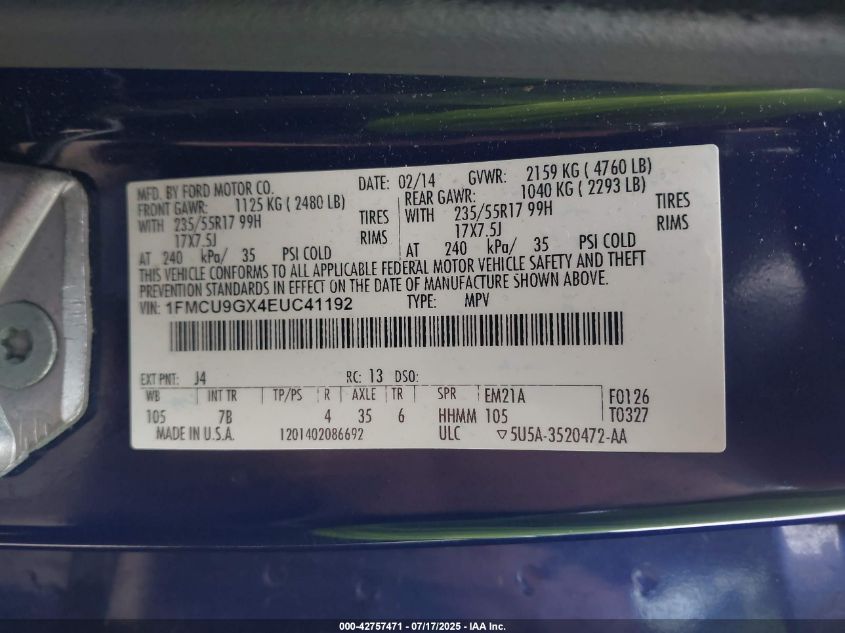 MFD. BY FORD MOTOR CO. DATE: 02/14 GVWR: 2159 KG ( 4760 LB)
FRONT GAWR: 1125 KG ( 2480 LB) REAR GAWR: 1040 KG ( 2293 LB)
WITH 235/55R17 99H TIRES WITH 235/55R17 99H TIRES
17X7.5J RIMS 17X7.5J RIMS
AT 240 kPa/ 35 PSI COLD AT 240 kPa/ 35 PSI COLD
THIS VEHICLE CONFORMS TO ALL APPLICABLE FEDERAL MOTOR VEHICLE SAFETY AND THEFT
PREVENTION STANDARDS IN EFFECT ON THE DATE OF MANUFACTURE SHOWN ABOVE.
VIN: 1FMCU9GX4EUC41192 TYPE: MPV
EXT PNT: J4 RC: 13 DSO:
WB INT TR TP/PS R AXLE TR SPR EM21A F0126
105 7B 4 35 6 HHMM 105 T0327
MADE IN U.S.A. 1201402086692 ULC ▽5U5A-3520472-AA
000-42757471 - 07/17/2025 - IAA Inc.